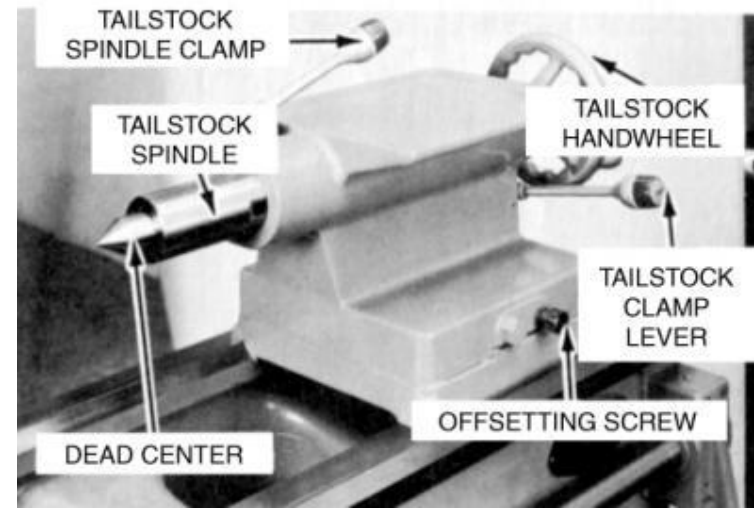 TAILSTOCK
SPINDLE CLAMP
TAILSTOCK
SPINDLE
TAILSTOCK
HANDWHEEL
TAILSTOCK
CLAMP
LEVER
OFFSETTING SCREW
DEAD CENTER